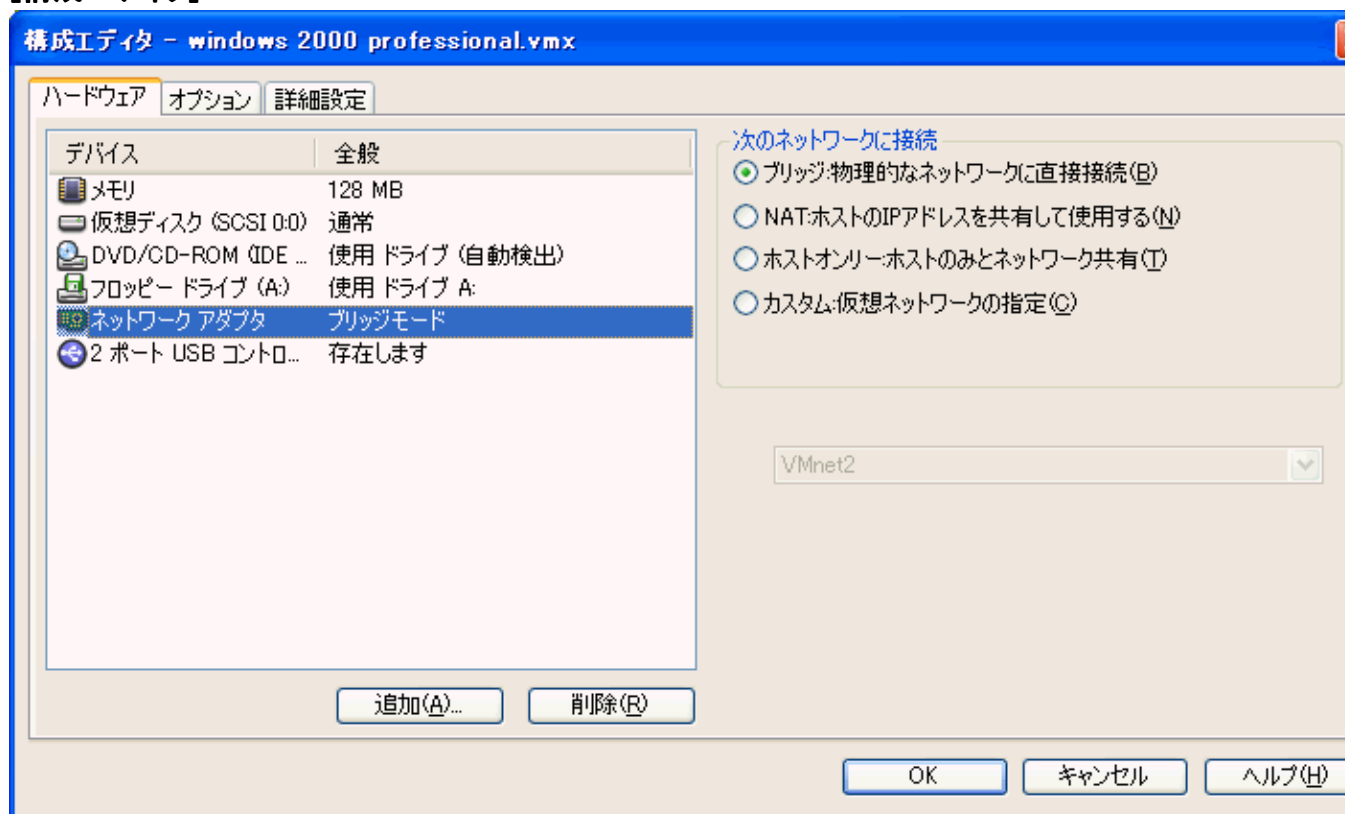 構成エディタ - windows 2000 professional.vmx
ハードウェア オプション 詳細設定
デバイス 全般
メモリ 128 MB
仮想ディスク (SCSI 0:0) 通常
DVD/CD-ROM (IDE ... 使用 ドライブ (自動検出)
フロッピー ドライブ (A:) 使用 ドライブ A:
ネットワーク アダプタ ブリッジモード
2 ポート USB コントロ... 存在します
追加(A)... 削除(R)
次のネットワークに接続
ブリッジ:物理的なネットワークに直接接続(B)
NAT:ホストのIPアドレスを共有して使用する(N)
ホストオンリー:ホストのみとネットワーク共有(T)
カスタム:仮想ネットワークの指定(C)
VMnet2
OK キャンセル ヘルプ(H)